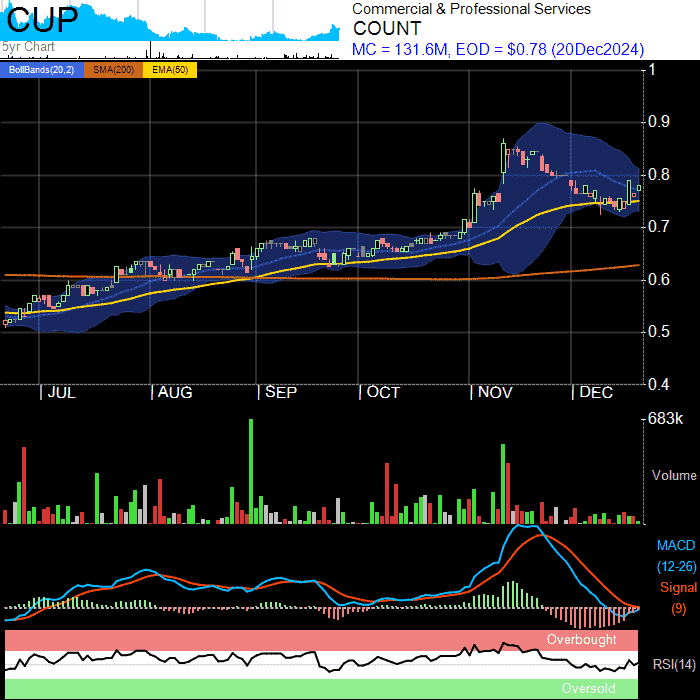 CUP
Commercial & Professional Services
COUNT
5yr Chart
MC = 131.6M, EOD = $0.78 (20Dec2024)
BollBands(20,2) SMA(200) EMA(50)
1
0.9
0.8
0.7
0.6
0.5
0.4
JUL AUG SEP OCT NOV DEC
683k
Volume
MACD
(12-26)
Signal
(9)
Overbought
RSI(14)
Oversold